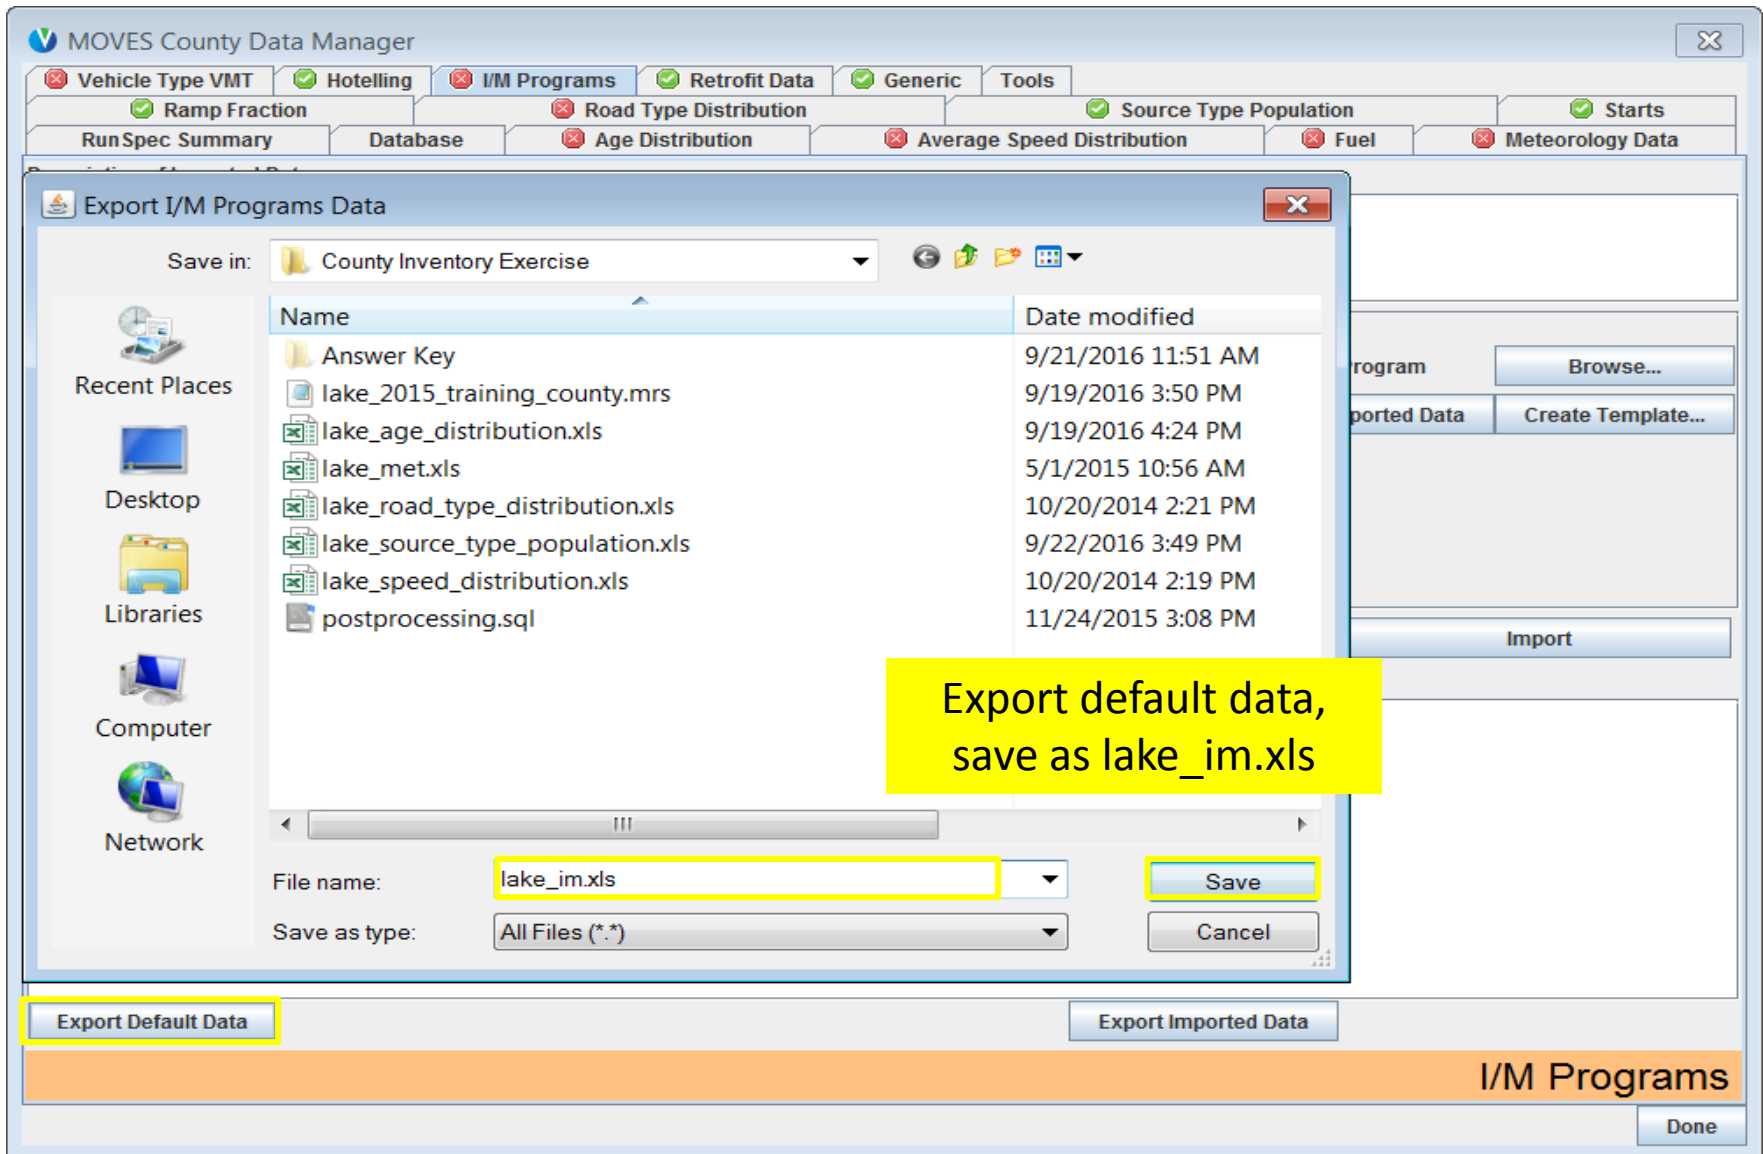 MOVES County Data Manager
Vehicle Type VMT Hotelling I/M Programs Retrofit Data Generic Tools
Ramp Fraction Road Type Distribution Source Type Population Starts
RunSpec Summary Database Age Distribution Average Speed Distribution Fuel Meteorology Data
Export I/M Programs Data
Save in: County Inventory Exercise
Name Date modified
Answer Key 9/21/2016 11:51 AM
lake_2015_training_county.mrs 9/19/2016 3:50 PM
lake_age_distribution.xls 9/19/2016 4:24 PM
lake_met.xls 5/1/2015 10:56 AM
lake_road_type_distribution.xls 10/20/2014 2:21 PM
lake_source_type_population.xls 9/22/2016 3:49 PM
lake_speed_distribution.xls 10/20/2014 2:19 PM
postprocessing.sql 11/24/2015 3:08 PM
Recent Places
Desktop
Libraries
Computer
Network
rogram Browse...
ported Data Create Template...
Import
Export default data,
save as lake_im.xls
File name: lake_im.xls Save
Save as type: All Files (*.*) Cancel
Export Default Data Export Imported Data
I/M Programs
Done